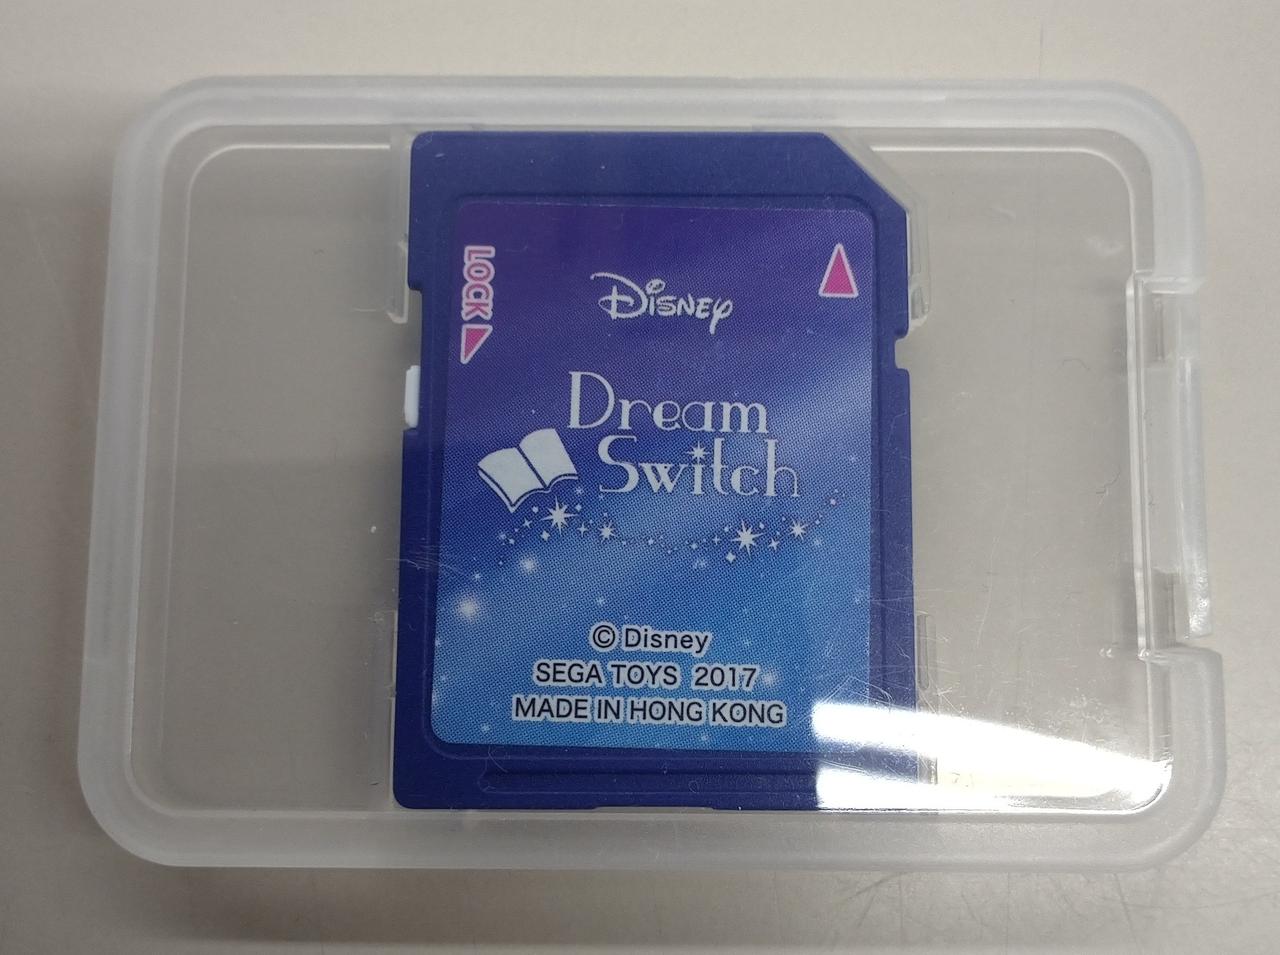 LOCK
Disney
Dream
Switch
© Disney
SEGA TOYS 2017
MADE IN HONG KONG